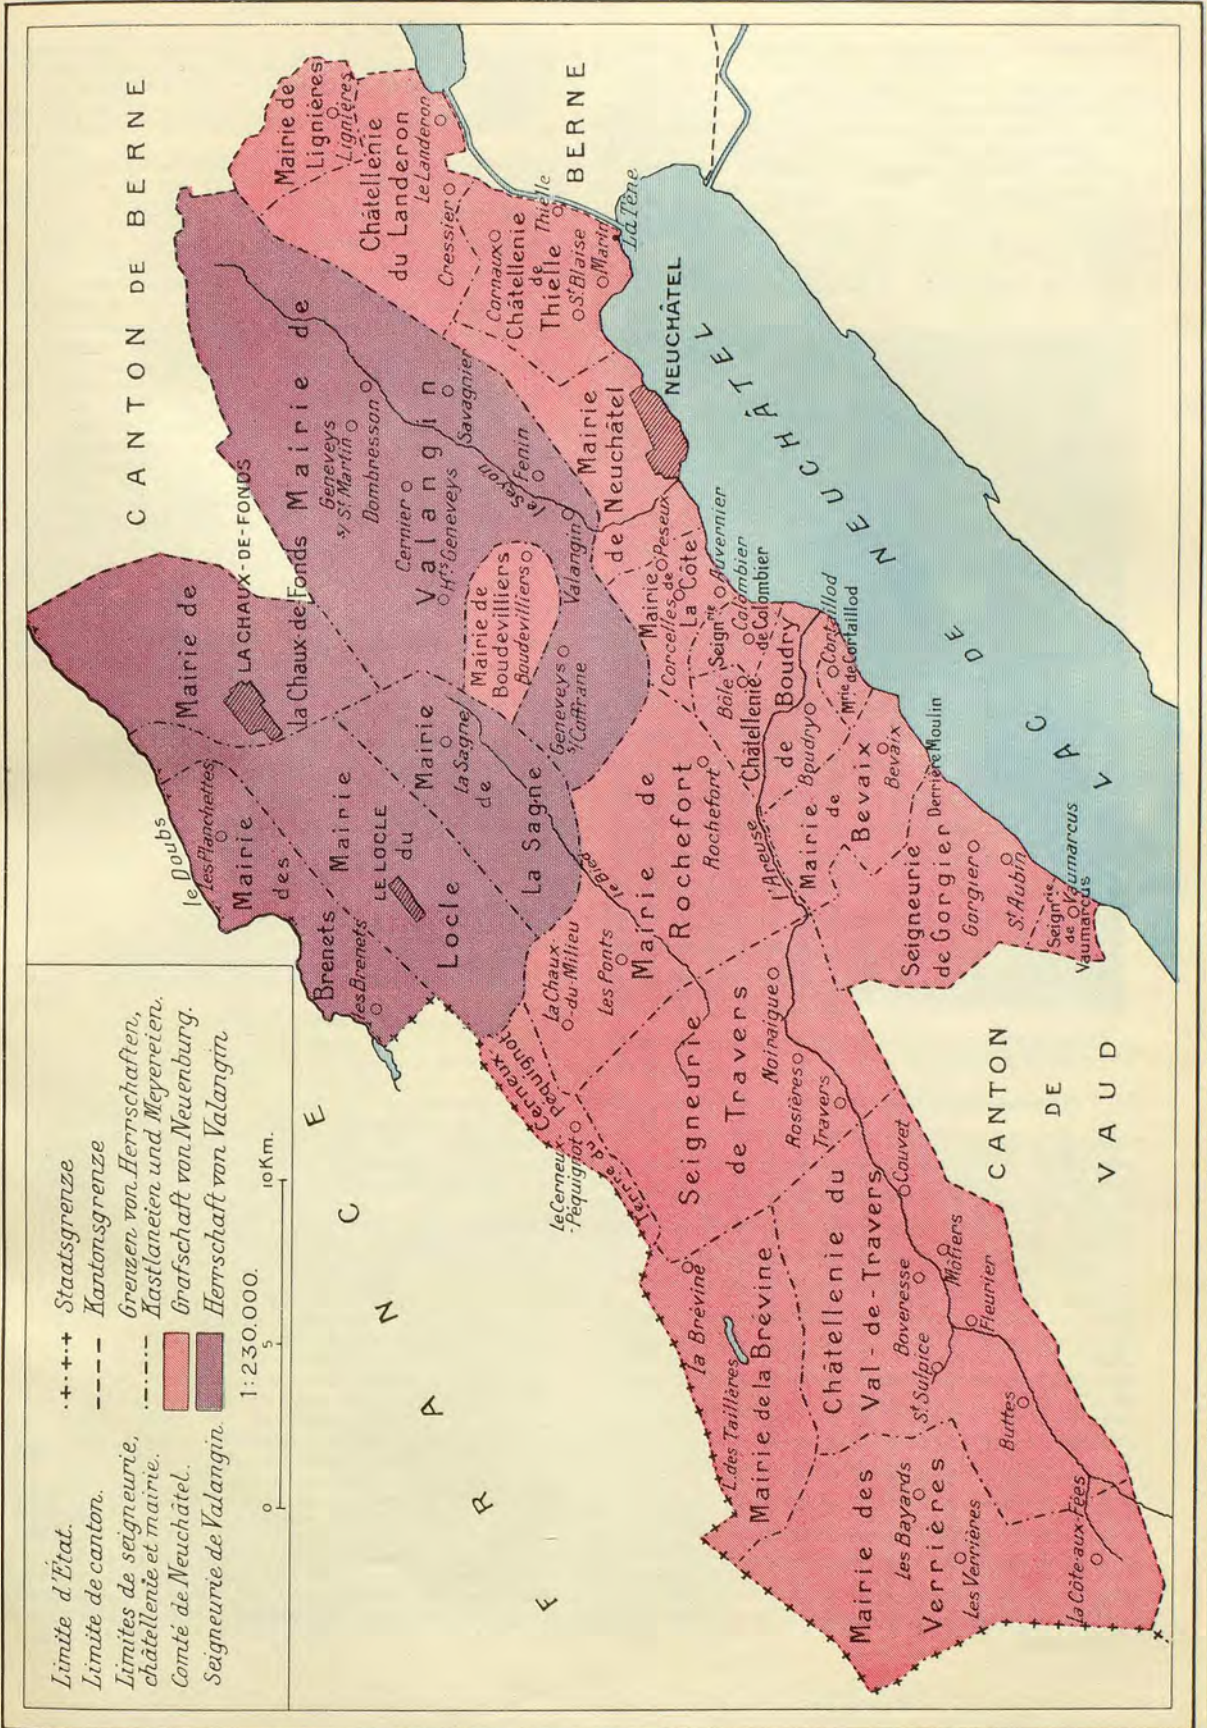 Limite d'État.
Limite de canton.
Limites de seigneurie,
châtellenie et mairie.
Comté de Neuchâtel.
Seigneurie de Valangin.
Staatsgrenze
Kantonsgrenze
Grenzen von Herrschaften,
Kastlaneien und Meyereien.
Grafschaft von Neuenburg.
Herrschaft von Valangin
1:230.000.
0 5 10 Km.
FRANCE
CANTON DE BERNE
BERNE
CANTON
DE
VAUD
LAC DE NEUCHÂTEL
le Doubs
les Planchettes
Mairie
des
Brenets
les Brenets
Mairie de
la Chaux-de-Fonds
LA CHAUX-DE-FONDS
Mairie
du
Locle
LE LOCLE
Mairie
de
La Sagne
la Sagne
Mairie de
Valangin
Geneveys
s/ St Martin
Dombresson
Cernier
Hts Geneveys
Savagnier
le Seyon
Fenin
Valangin
Geneveys
s/ Coffrane
Mairie de
Boudevilliers
Boudevilliers
Mairie de
Lignières
Lignières
Châtellenie
du Landeron
le Landeron
Cressier
Cornaux
Châtellenie
de
Thielle
Thielle
St Blaise
Marin
La Tène
Mairie
de Neuchâtel
NEUCHÂTEL
Mairie
de
La Côte
Peseux
Corcelles
Auvernier
Seignrie
de Colombier
Colombier
Bôle
Châtellenie
de
Boudry
Boudry
Cortaillod
Mrie de Cortaillod
Mairie
de
Bevaix
Bevaix
Derrière Moulin
l'Areuse
Mairie de
Rochefort
Rochefort
le Bied
La Chaux
-du-Milieu
Les Ponts
Seigneurie
de Gorgier
Gorgier
St Aubin
Seignrie
de
Vaumarcus
Vaumarcus
Cerneux
Péquignot
Terre du
Le Cerneux-
Péquignot
Seigneurie
de Travers
Noiraigue
Rosières
Travers
la Brévine
L. des Taillères
Mairie de la Brévine
Châtellenie du
Val-de-Travers
Couvet
Môtiers
Boveresse
Fleurier
St Sulpice
Buttes
Mairie des
Verrières
Les Bayards
Les Verrières
la Côte-aux-Fées